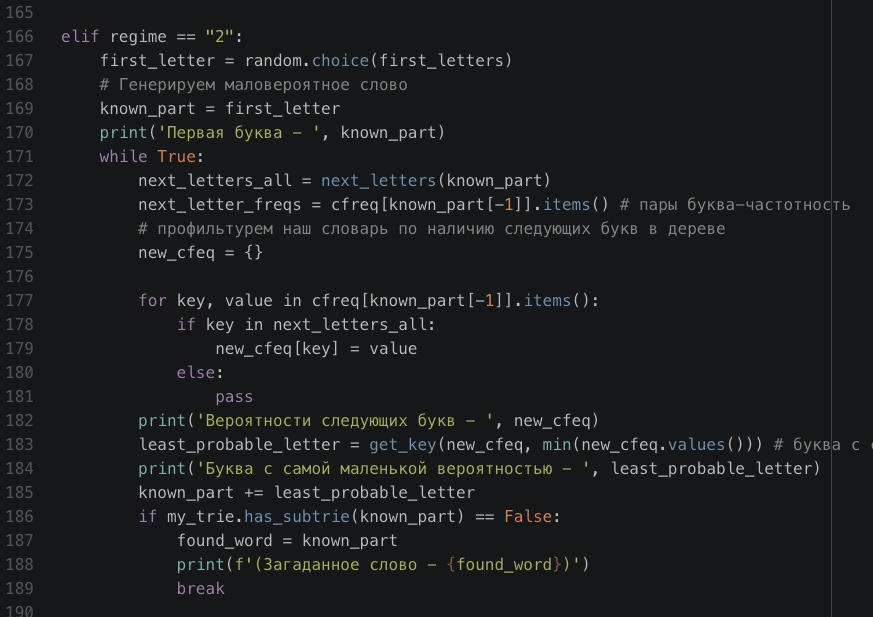 165
166 elif regime == "2":
167 first_letter = random.choice(first_letters)
168 # Генерируем маловероятное слово
169 known_part = first_letter
170 print('Первая буква - ', known_part)
171 while True:
172 next_letters_all = next_letters(known_part)
173 next_letter_freqs = cfreq[known_part[-1]].items() # пары буква-частотность
174 # профильтурем наш словарь по наличию следующих букв в дереве
175 new_cfeq = {}
176
177 for key, value in cfreq[known_part[-1]].items():
178 if key in next_letters_all:
179 new_cfeq[key] = value
180 else:
181 pass
182 print('Вероятности следующих букв - ', new_cfeq)
183 least_probable_letter = get_key(new_cfeq, min(new_cfeq.values())) # буква с
184 print('Буква с самой маленькой вероятностью - ', least_probable_letter)
185 known_part += least_probable_letter
186 if my_trie.has_subtrie(known_part) == False:
187 found_word = known_part
188 print(f'(Загаданное слово - {found_word})')
189 break
190